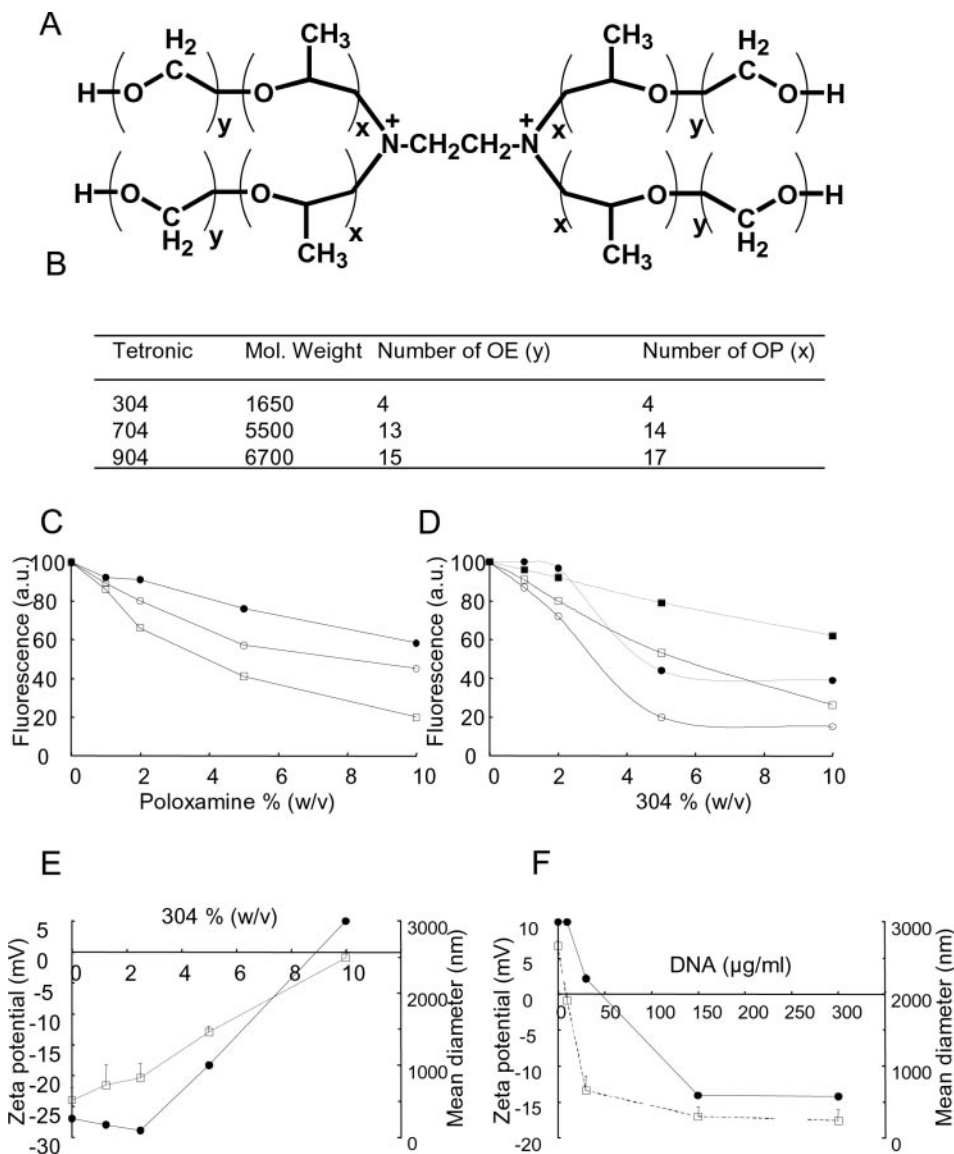 A
H₂ CH₃ CH₃ H₂
C C
H O O O O H
y x + + x y
N-CH₂CH₂-N
H O O O O H
C y x x y C
H₂ CH₃ CH₃ H₂
B
Tetronic Mol. Weight Number of OE (y) Number of OP (x)
304 1650 4 4
704 5500 13 14
904 6700 15 17
C
Fluorescence (a.u.)
100
80
60
40
20
0
0 2 4 6 8 10
Poloxamine % (w/v)
D
Fluorescence (a.u.)
100
80
60
40
20
0
0 2 4 6 8 10
304 % (w/v)
E
304 % (w/v)
Zeta potential (mV)
5
0
-5
-10
-15
-20
-25
-30
0 2 4 6 8 10
3000
2000
1000
0
Mean diameter (nm)
F
DNA (µg/ml)
Zeta potential (mV)
10
5
0
-5
-10
-15
-20
0 50 100 150 200 250 300
3000
2000
1000
0
Mean diameter (nm)